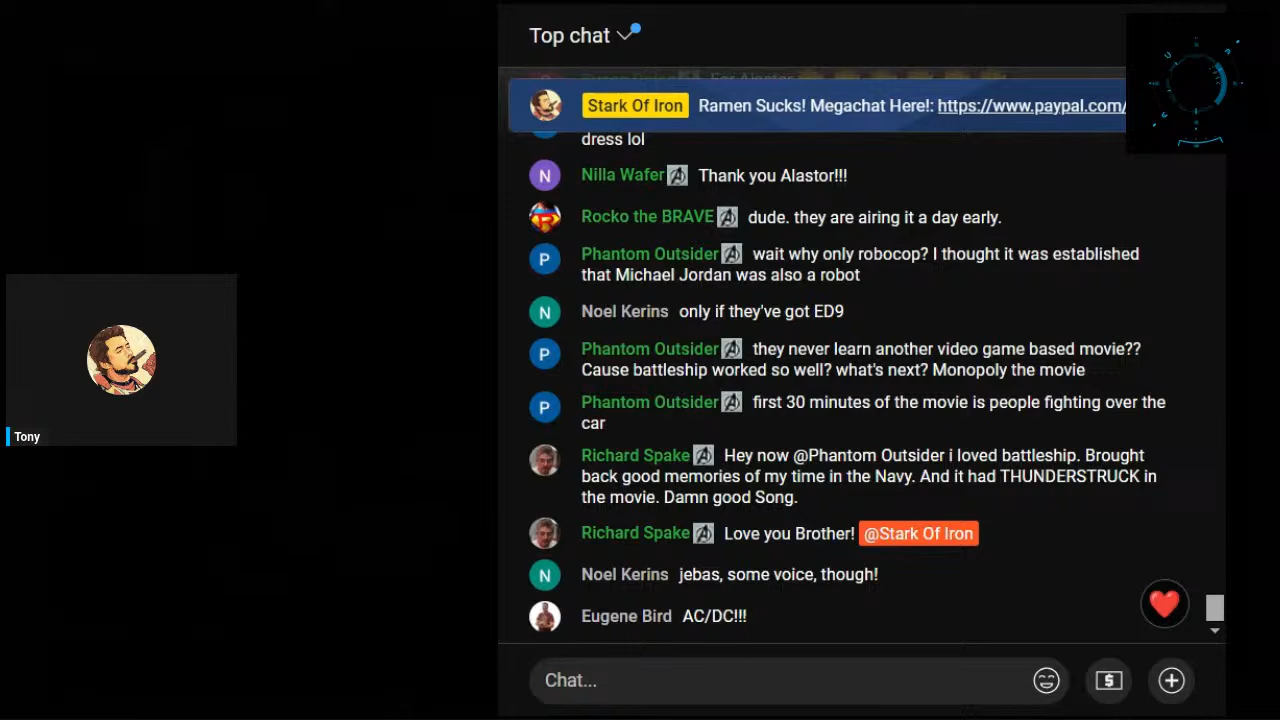 Top chat
Stark Of Iron Ramen Sucks! Megachat Here!: https://www.paypal.com/
dress lol
N Nilla Wafer Thank you Alastor!!!
Rocko the BRAVE dude. they are airing it a day early.
P Phantom Outsider wait why only robocop? I thought it was established
that Michael Jordan was also a robot
N Noel Kerins only if they've got ED9
P Phantom Outsider they never learn another video game based movie??
Cause battleship worked so well? what's next? Monopoly the movie
P Phantom Outsider first 30 minutes of the movie is people fighting over the
car
Richard Spake Hey now @Phantom Outsider i loved battleship. Brought
back good memories of my time in the Navy. And it had THUNDERSTRUCK in
the movie. Damn good Song.
Richard Spake Love you Brother! @Stark Of Iron
N Noel Kerins jebas, some voice, though!
Eugene Bird AC/DC!!!
Chat...
Tony